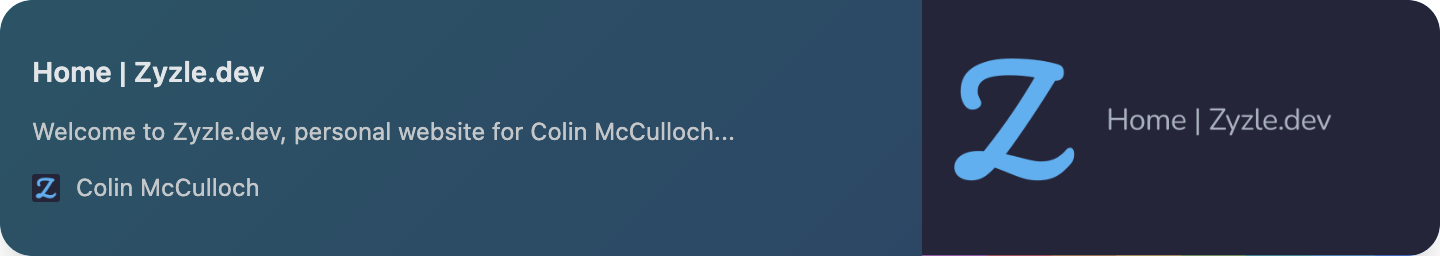 Home | Zyzle.dev
Welcome to Zyzle.dev, personal website for Colin McCulloch...
Z Colin McCulloch
Z
Home | Zyzle.dev